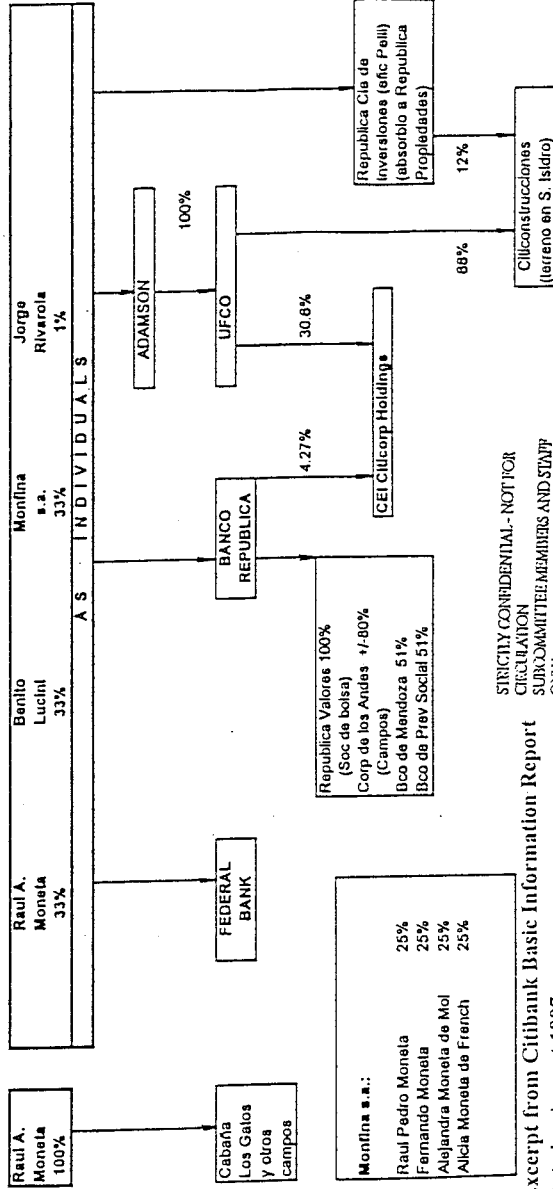 Raul A.
Moneta
100%
Raul A.
Moneta
33%
Benito
Lucini
33%
Monfina
s.a.
33%
Jorge
Rivarola
1%
AS INDIVIDUALS
Cabaña
Los Gatos
y otros
campos
FEDERAL
BANK
BANCO
REPUBLICA
ADAMSON
100%
UFCO
Republica Cia de
Inversiones (efic Pelli)
(absorbio a Republica
Propiedades)
4.27%
30.8%
88%
12%
Republica Valores 100%
(Soc de bolsa)
Corp de los Andes +/-80%
(Campos)
Bco de Mendoza 51%
Bco de Prev Social 51%
CEI Citicorp Holdings
Citiconstrucciones
(terreno en S. Isidro)
Monfina s.a.:
Raul Pedro Moneta 25%
Fernando Moneta 25%
Alejandra Moneta de Mol 25%
Alicia Moneta de French 25%
STRICTLY CONFIDENTIAL - NOT FOR
CIRCULATION
SUBCOMMITTEE MEMBERS AND STAFF
Excerpt from Citibank Basic Information Report
1997